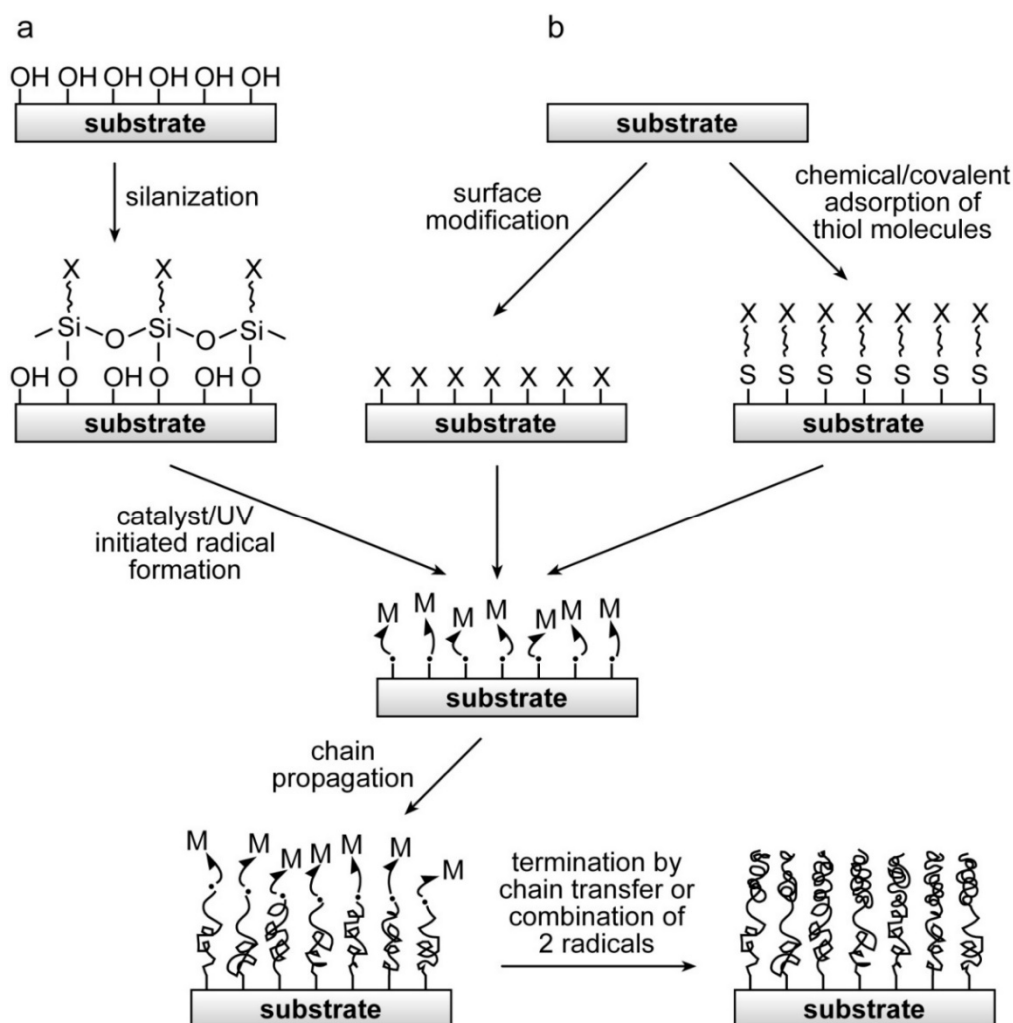 a
b
OH OH OH OH OH OH
substrate
substrate
silanization
surface
modification
chemical/covalent
adsorption of
thiol molecules
X X X
Si O Si O Si
OH O OH O OH O
substrate
X X X X X X X
substrate
X X X X X X X
S S S S S S S
substrate
catalyst/UV
initiated radical
formation
M M M M M M M
substrate
chain
propagation
M M M M M M M
substrate
termination by
chain transfer or
combination of
2 radicals
substrate